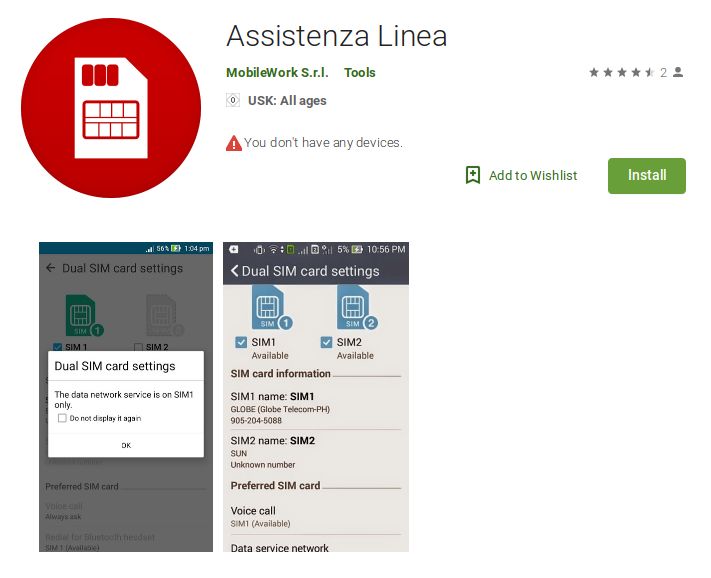 Assistenza Linea
MobileWork S.r.l. Tools
2
0 USK: All ages
You don't have any devices.
Add to Wishlist
Install
56% 1:04 pm
Dual SIM card settings
SIM 1
SIM 1 SIM 2
Dual SIM card settings
The data network service is on SIM1
only.
Do not display it again
OK
Preferred SIM card
Voice call
Always ask
Redial for Bluetooth headset
SIM 1 (Available)
2 5% 10:56 PM
Dual SIM card settings
SIM 1 SIM 2
SIM1 SIM2
Available Available
SIM card information
SIM1 name: SIM1
GLOBE (Globe Telecom-PH)
905-204-5088
SIM2 name: SIM2
SUN
Unknown number
Preferred SIM card
Voice call
SIM1 (Available)
Data service network